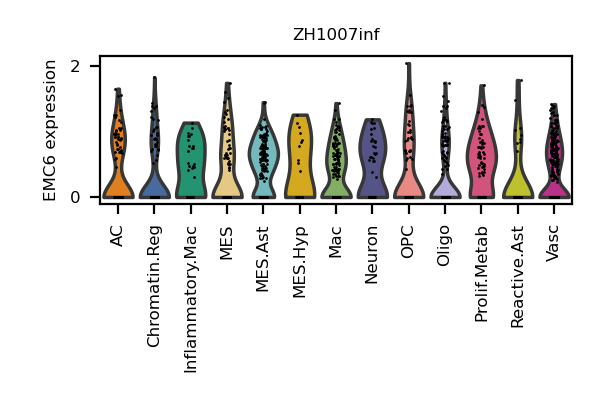 ZH1007inf
EMC6 expression
2
0
AC
Chromatin.Reg
Inflammatory.Mac
MES
MES.Ast
MES.Hyp
Mac
Neuron
OPC
Oligo
Prolif.Metab
Reactive.Ast
Vasc